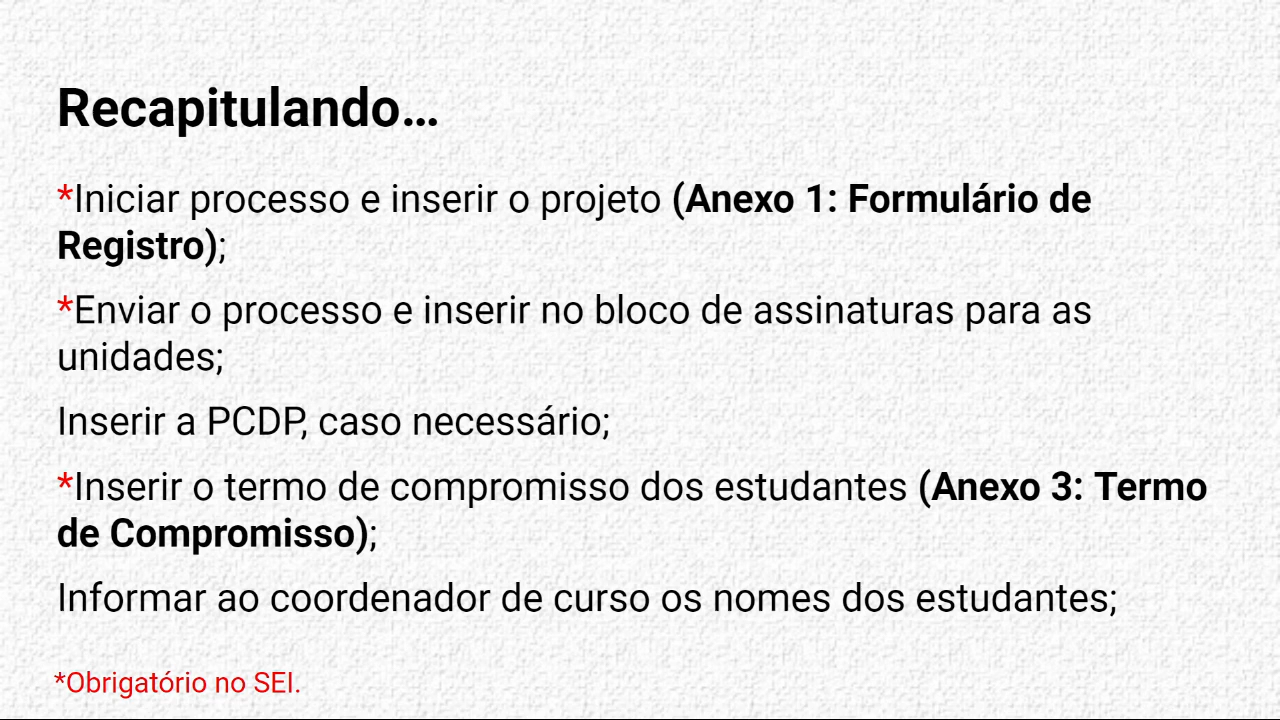 Recapitulando...
*Iniciar processo e inserir o projeto (Anexo 1: Formulário de
Registro);
*Enviar o processo e inserir no bloco de assinaturas para as
unidades;
Inserir a PCDP, caso necessário;
*Inserir o termo de compromisso dos estudantes (Anexo 3: Termo
de Compromisso);
Informar ao coordenador de curso os nomes dos estudantes;
*Obrigatório no SEI.